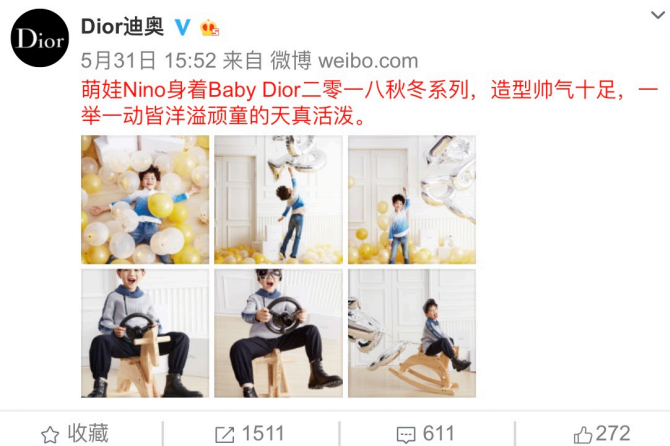 Dior
Dior迪奥
5月31日 15:52 来自 微博 weibo.com
萌娃Nino身着Baby Dior二零一八秋冬系列，造型帅气十足，一
举一动皆洋溢顽童的天真活泼。
收藏
1511
611
272